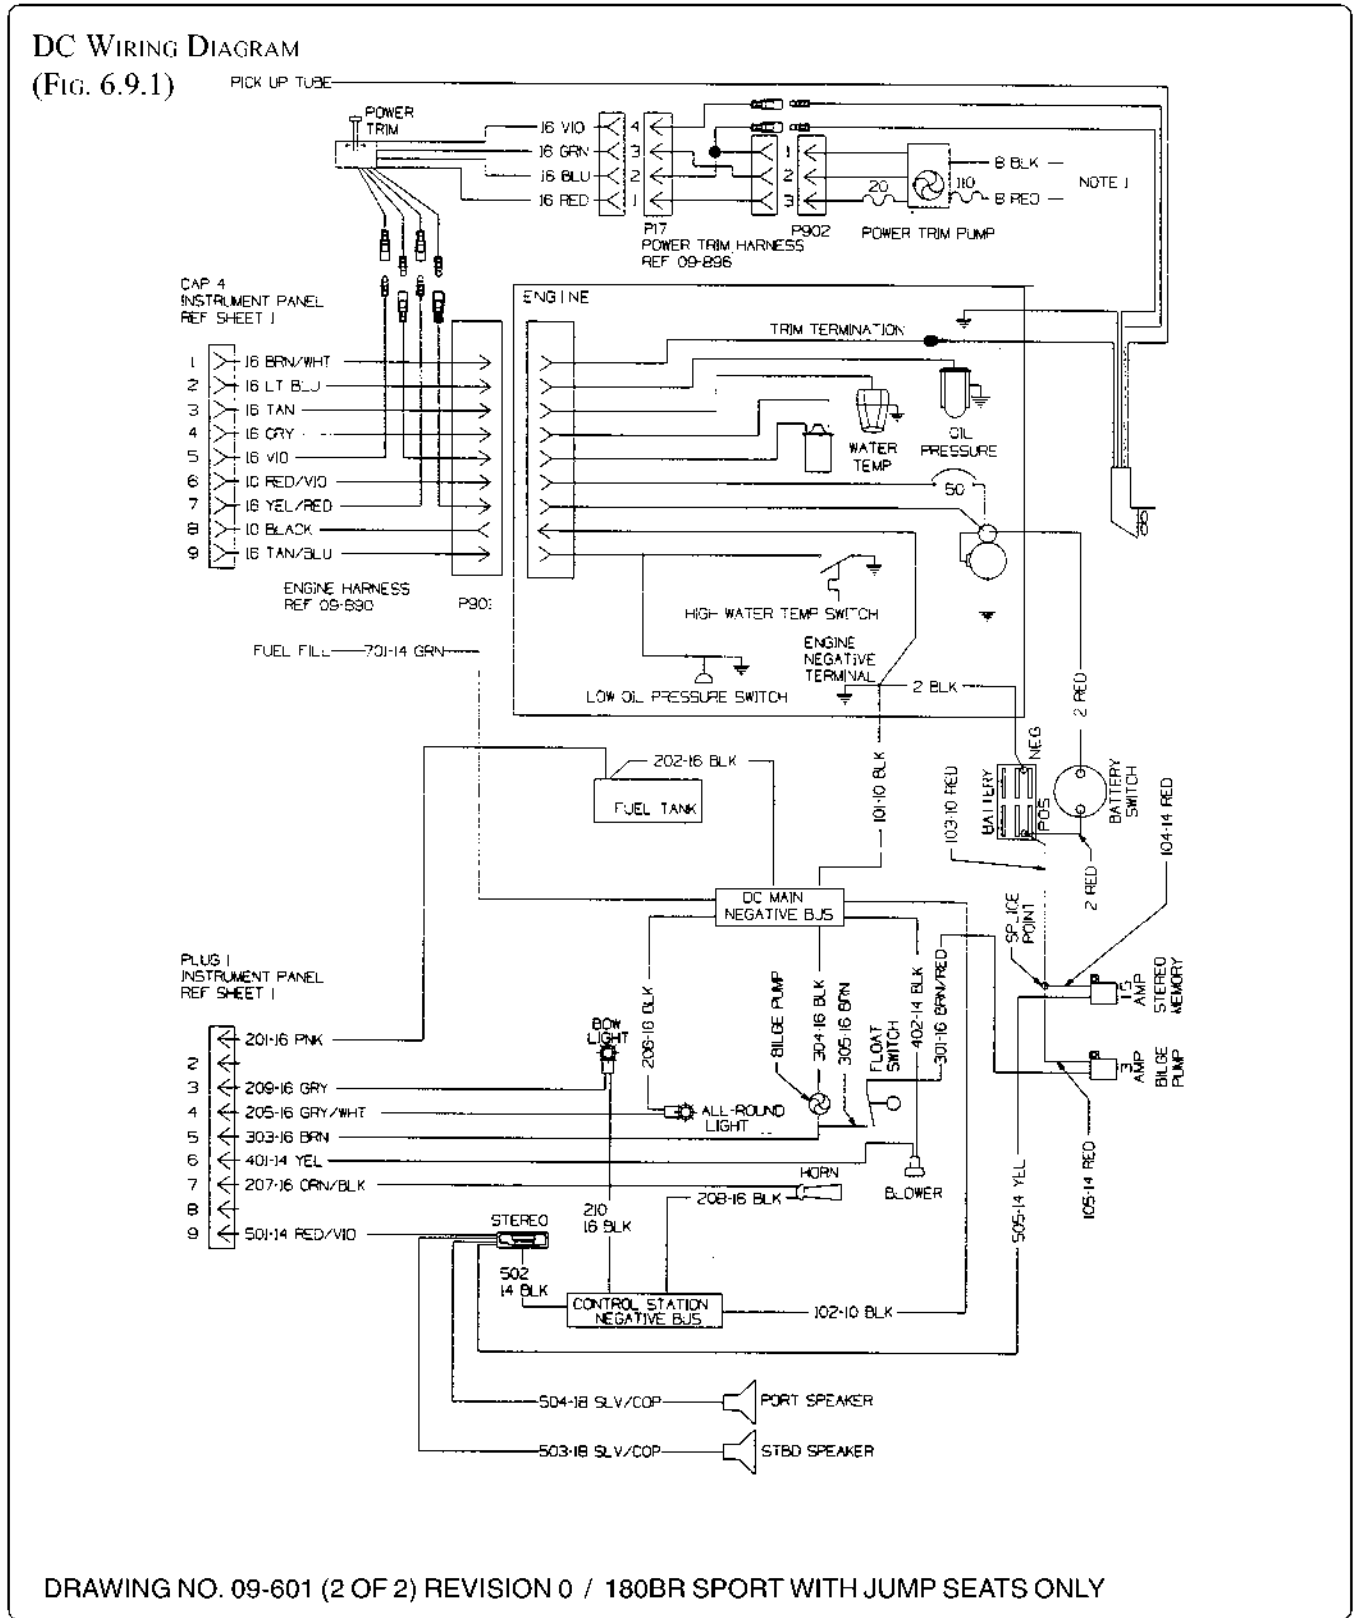 DC WIRING DIAGRAM
(FIG. 6.9.1)
PICK UP TUBE
POWER
TRIM
16 VIO
4
16 GRN
3
16 BLU
2
16 RED
1
1
2
3
20
110
8 BLK
8 RED
NOTE 1
P17
POWER TRIM HARNESS
REF 09-896
P902
POWER TRIM PUMP
CAP 4
INSTRUMENT PANEL
REF SHEET 1
ENGINE
TRIM TERMINATION
1 16 BRN/WHT
2 16 LT BLU
3 16 TAN
4 16 GRY
5 16 VIO
6 10 RED/VIO
7 16 YEL/RED
8 10 BLACK
9 16 TAN/BLU
WATER
TEMP
OIL
PRESSURE
50
ENGINE HARNESS
REF 09-890
HIGH WATER TEMP SWITCH
FUEL FILL 701-14 GRN
ENGINE
NEGATIVE
TERMINAL
LOW OIL PRESSURE SWITCH
2 BLK
2 RED
NEG
BATTERY
POS
BATTERY
SWITCH
202-16 BLK
FUEL TANK
101-10 BLK
103-10 RED
104-14 RED
2 RED
DC MAIN
NEGATIVE BUS
SPLICE
POINT
PLUG 1
INSTRUMENT PANEL
REF SHEET 1
201-16 PNK
2
3 209-16 GRY
4 205-16 GRY/WHT
5 303-16 BRN
6 401-14 YEL
7 207-16 ORN/BLK
8
9 501-14 RED/VIO
BOW
LIGHT
206-16 BLK
BILGE PUMP
304-16 BLK
305-16 BRN
FLOAT
SWITCH
402-14 BLK
301-16 BRN/RED
15
AMP
STEREO
MEMORY
3
AMP
BILGE
PUMP
ALL-ROUND
LIGHT
HORN
BLOWER
208-16 BLK
210
16 BLK
505-14 YEL
105-14 RED
STEREO
502
14 BLK
CONTROL STATION
NEGATIVE BUS
102-10 BLK
504-18 SLV/COP
PORT SPEAKER
503-18 SLV/COP
STBD SPEAKER
DRAWING NO. 09-601 (2 OF 2) REVISION 0 / 180BR SPORT WITH JUMP SEATS ONLY